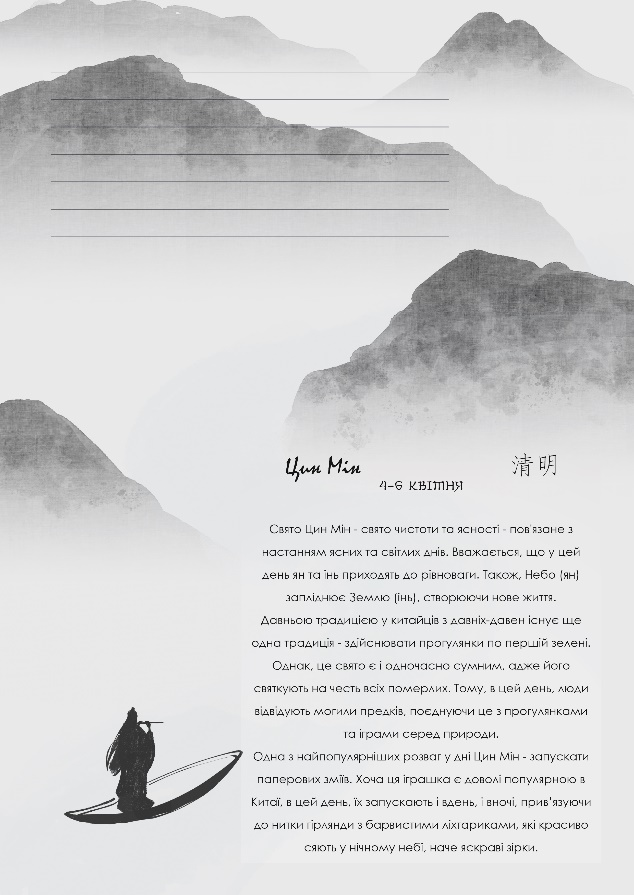 Цин Мін
清明
4-6 КВІТНЯ
Свято Цин Мін - свято чистоти та ясності - пов'язане з
настанням ясних та світлих днів. Вважається, що у цей
день ян та інь приходять до рівноваги. Також, Небо (ян)
запліднює Землю (інь), створюючи нове життя.
Давньою традицією у китайців з давніх-давен існує ще
одна традиція - здійснювати прогулянки по першій зелені.
Однак, це свято є і одночасно сумним, адже його
святкують на честь всіх померлих. Тому, в цей день, люди
відвідують могили предків, поєднуючи це з прогулянками
та іграми серед природи.
Одна з найпопулярніших розваг у дні Цин Мін - запускати
паперових зміїв. Хоча ця іграшка є доволі популярною в
Китаї, в цей день, їх запускають і вдень, і вночі, прив'язуючи
до нитки гірлянди з барвистими ліхтариками, які красиво
сяють у нічному небі, наче яскраві зірки.